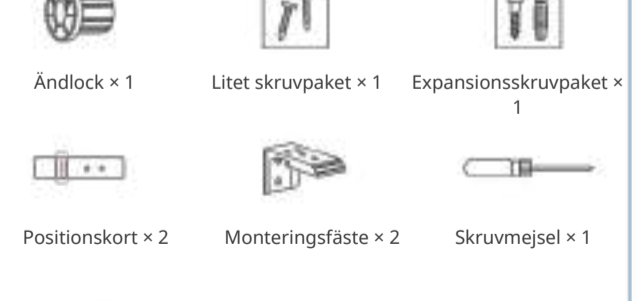 Ändlock × 1
Litet skruvpaket × 1
Expansionsskruvpaket ×
1
Positionskort × 2
Monteringsfäste × 2
Skruvmejsel × 1